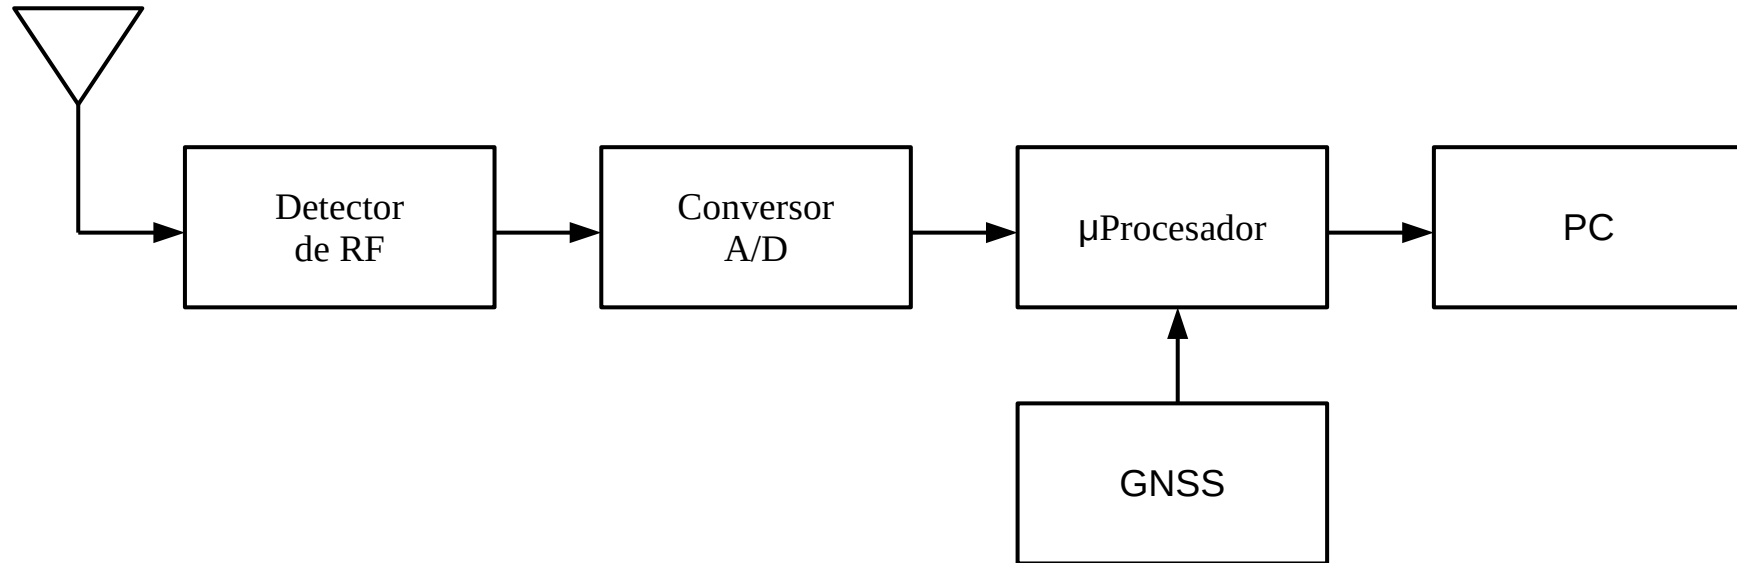 Detector
de RF
Conversor
A/D
µProcesador
PC
GNSS